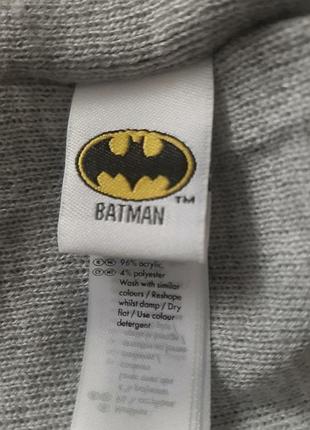 BATMAN ™
96% acrylic,
4% polyester
Wash with similar
colours / Reshape
whilst damp / Dry
flat / Use colour
detergent